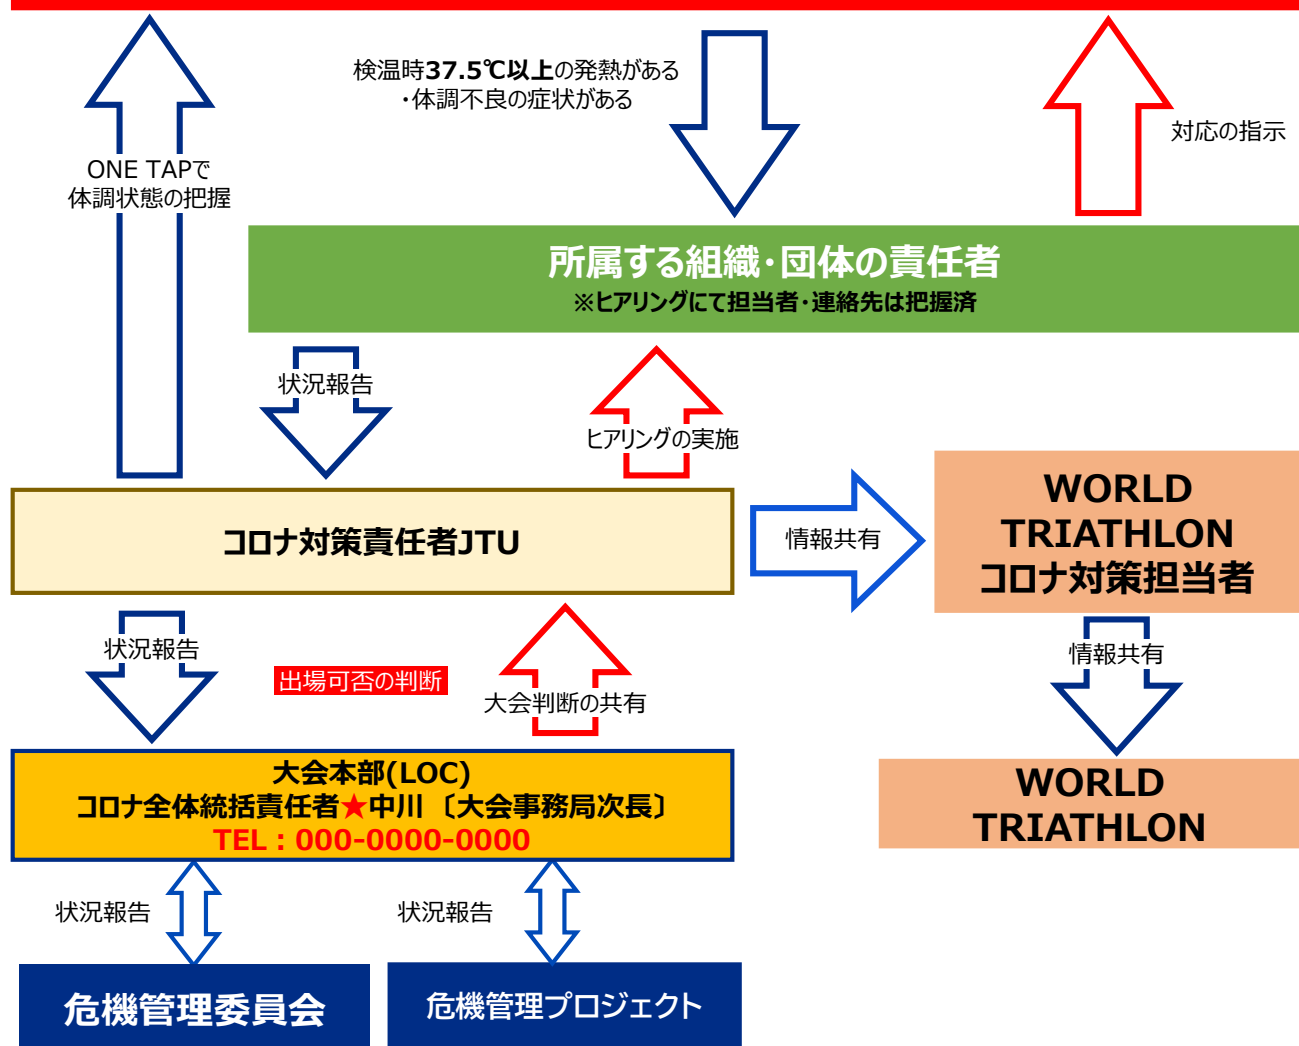 検温時37.5℃以上の発熱がある
・体調不良の症状がある
対応の指示
ONE TAPで
体調状態の把握
所属する組織・団体の責任者
※ヒアリングにて担当者・連絡先は把握済
状況報告
ヒアリングの実施
コロナ対策責任者JTU
情報共有
WORLD
TRIATHLON
コロナ対策担当者
状況報告
出場可否の判断
大会判断の共有
情報共有
大会本部(LOC)
コロナ全体統括責任者★中川〔大会事務局次長〕
TEL：000-0000-0000
WORLD
TRIATHLON
状況報告
状況報告
危機管理委員会
危機管理プロジェクト